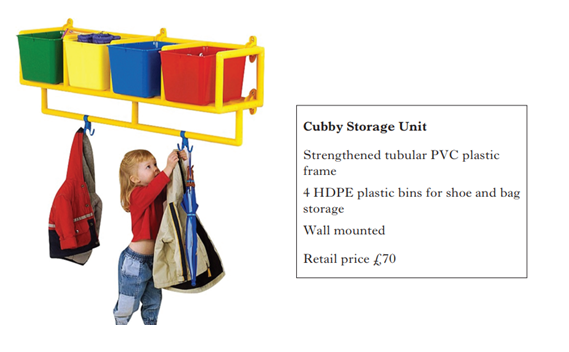 Cubby Storage Unit
Strengthened tubular PVC plastic
frame
4 HDPE plastic bins for shoe and bag
storage
Wall mounted
Retail price £70